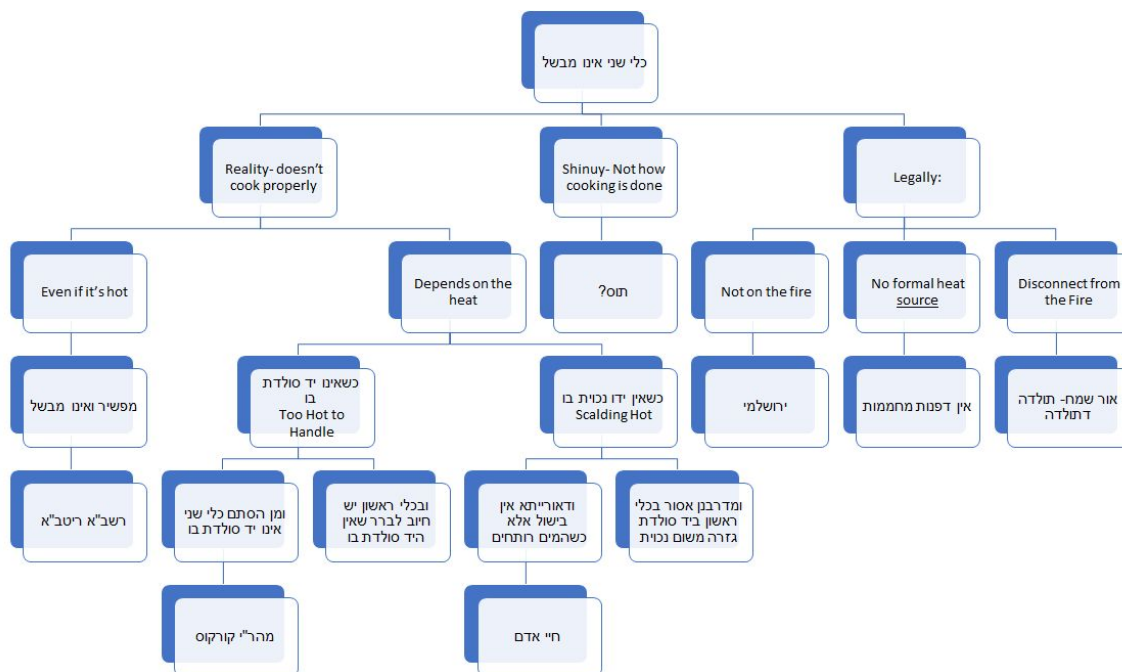 כלי שני אינו מבשל
Reality- doesn't
cook properly
Shinuy- Not how
cooking is done
Legally:
Even if it's hot
Depends on the
heat
תוס?
Not on the fire
No formal heat
source
Disconnect from
the Fire
מפשיר ואינו מבשל
כשאינו יד סולדת
בו
Too Hot to
Handle
כשאין ידו נכוית בו
Scalding Hot
ירושלמי
אין דפנות מחממות
אור שמח- תולדה
דתולדה
רשב"א ריטב"א
ומן הסתם כלי שני
אינו יד סולדת בו
ובכלי ראשון יש
חיוב לברר שאין
היד סולדת בו
ודאורייתא אין
בישול אלא
כשהמים רותחים
ומדרבנן אסור בכלי
ראשון ביד סולדת
גזרה משום נכוית
מהר"י קורקוס
חיי אדם